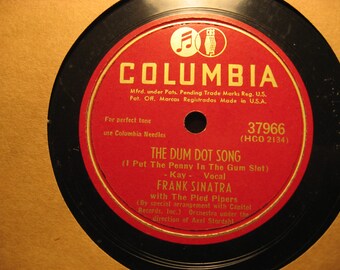 COLUMBIA
Mfrd. under Pats. Pending Trade Marks Reg. U.S.
Pat. Off. Marcas Registradas Made in U.S.A.
For perfect tone
use Columbia Needles
37966
(HCO 2134)
THE DUM DOT SONG
(I Put The Penny In The Gum Slot)
- Kay - Vocal
FRANK SINATRA
with The Pied Pipers
(By special arrangement with Capitol
Records, Inc.) Orchestra under the
direction of Axel Stordahl